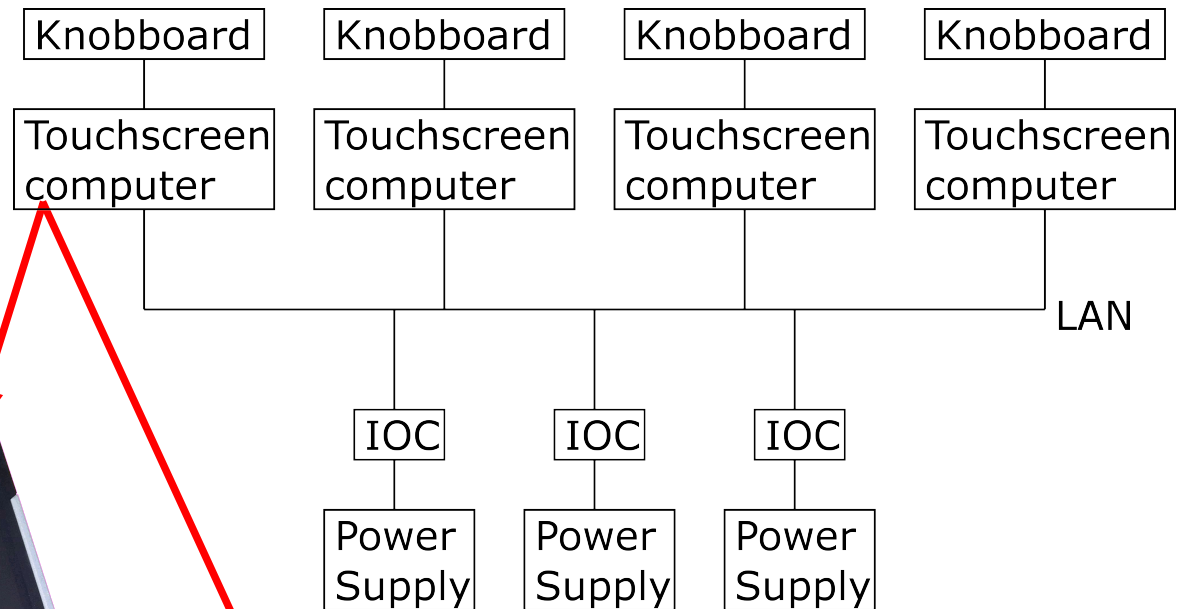 Knobboard Knobboard Knobboard Knobboard
Touchscreen Touchscreen Touchscreen Touchscreen
computer computer computer computer
LAN
IOC IOC IOC
Power Power Power
Supply Supply Supply